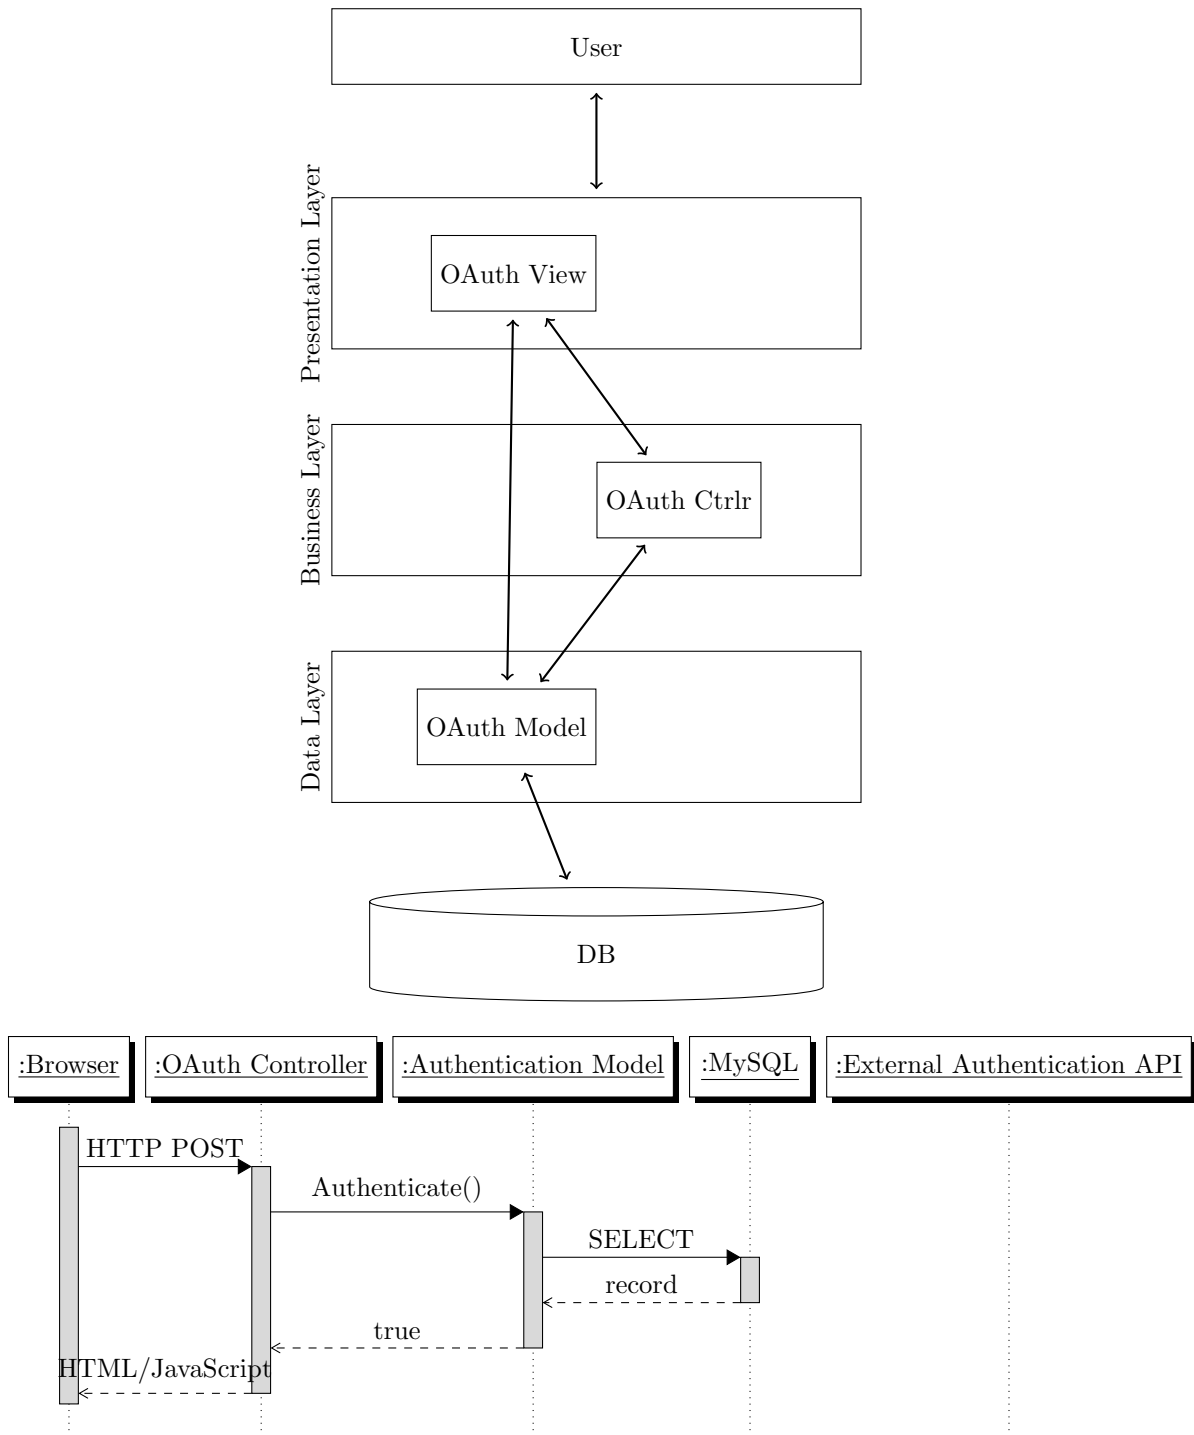 User
Presentation Layer
OAuth View
Business Layer
OAuth Ctrlr
Data Layer
OAuth Model
DB
:Browser
:OAuth Controller
:Authentication Model
:MySQL
:External Authentication API
HTTP POST
Authenticate()
SELECT
record
true
HTML/JavaScript